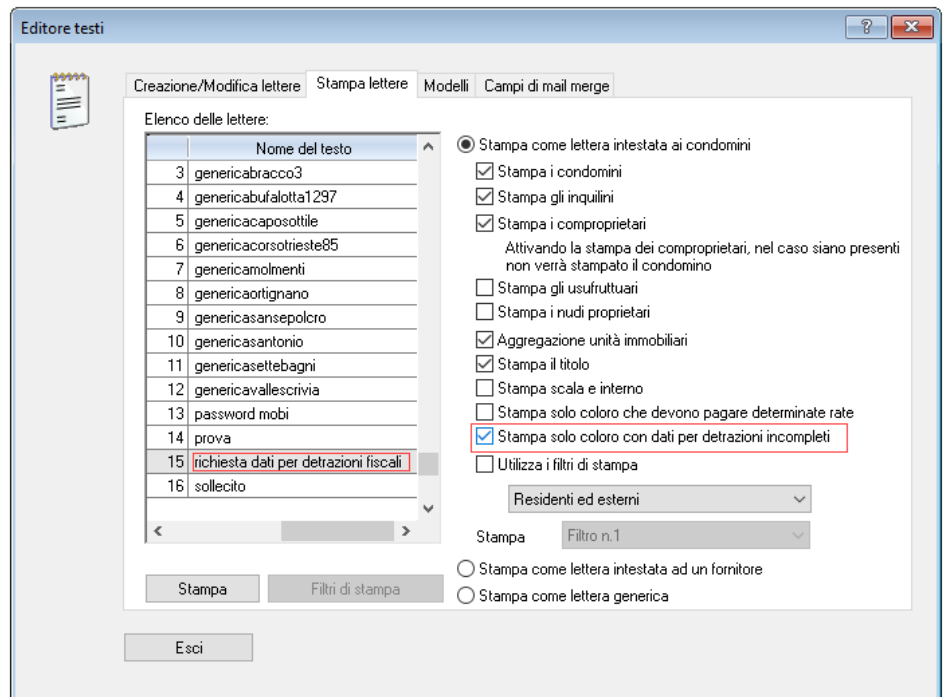 Editore testi
Creazione/Modifica lettere
Stampa lettere
Modelli
Campi di mail merge
Elenco delle lettere:
Nome del testo
3 genericabracco3
4 genericabufalotta1297
5 genericacaposottile
6 genericacorsotrieste85
7 genericamolmenti
8 genericaortignano
9 genericasansepolcro
10 genericasantonio
11 genericasettebagni
12 genericavallescrivia
13 password mobi
14 prova
15 richiesta dati per detrazioni fiscali
16 sollecito
Stampa
Filtri di stampa
Stampa come lettera intestata ai condomini
Stampa i condomini
Stampa gli inquilini
Stampa i comproprietari
Attivando la stampa dei comproprietari, nel caso siano presenti
non verrà stampato il condomino
Stampa gli usufruttuari
Stampa i nudi proprietari
Aggregazione unità immobiliari
Stampa il titolo
Stampa scala e interno
Stampa solo coloro che devono pagare determinate rate
Stampa solo coloro con dati per detrazioni incompleti
Utilizza i filtri di stampa
Residenti ed esterni
Stampa Filtro n.1
Stampa come lettera intestata ad un fornitore
Stampa come lettera generica
Esci